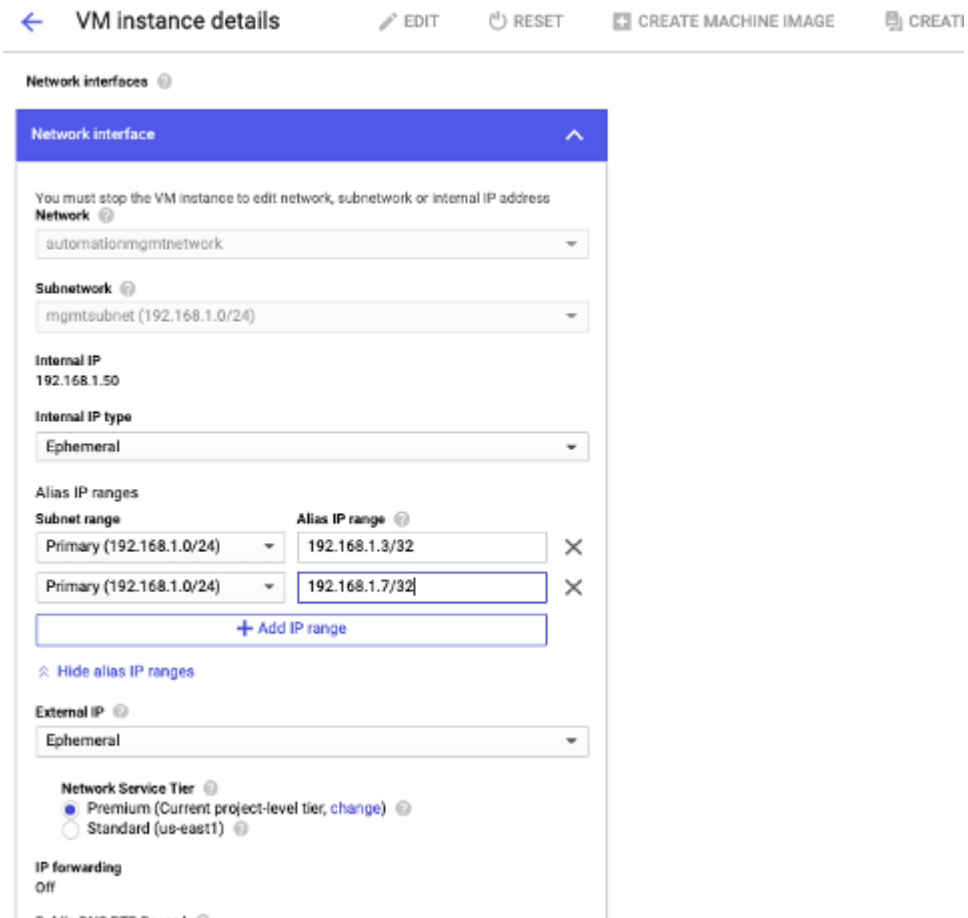 VM instance details EDIT RESET CREATE MACHINE IMAGE CREATE
Network interfaces
Network interface
You must stop the VM instance to edit network, subnetwork or internal IP address
Network
automationmgmtnetwork
Subnetwork
mgmtsubnet (192.168.1.0/24)
Internal IP
192.168.1.50
Internal IP type
Ephemeral
Alias IP ranges
Subnet range Alias IP range
Primary (192.168.1.0/24) 192.168.1.3/32
Primary (192.168.1.0/24) 192.168.1.7/32
+ Add IP range
Hide alias IP ranges
External IP
Ephemeral
Network Service Tier
Premium (Current project-level tier, change)
Standard (us-east1)
IP forwarding
Off